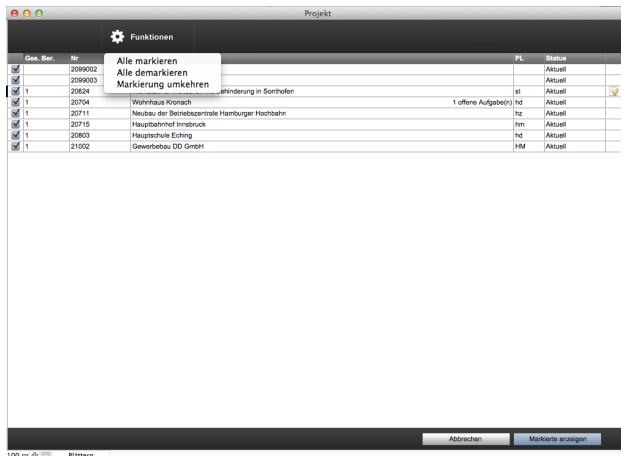 Projekt
Funktionen
Ges. Ber. Nr PL Status
Alle markieren
Alle demarkieren
Markierung umkehren
2099002 Aktuell
2099003 Aktuell
1 20624 in Sonthofen st Aktuell
1 20704 Wohnhaus Kronach 1 offene Aufgabe(n) hd Aktuell
1 20711 Neubau der Betriebszentrale Hamburger Hochbahn hz Aktuell
1 20715 Hauptbahnhof Innsbruck hm Aktuell
1 20803 Hauptschule Eching hd Aktuell
1 21002 Gewerbebau DD GmbH HM Aktuell
Abbrechen Markierte anzeigen
100 Blättern